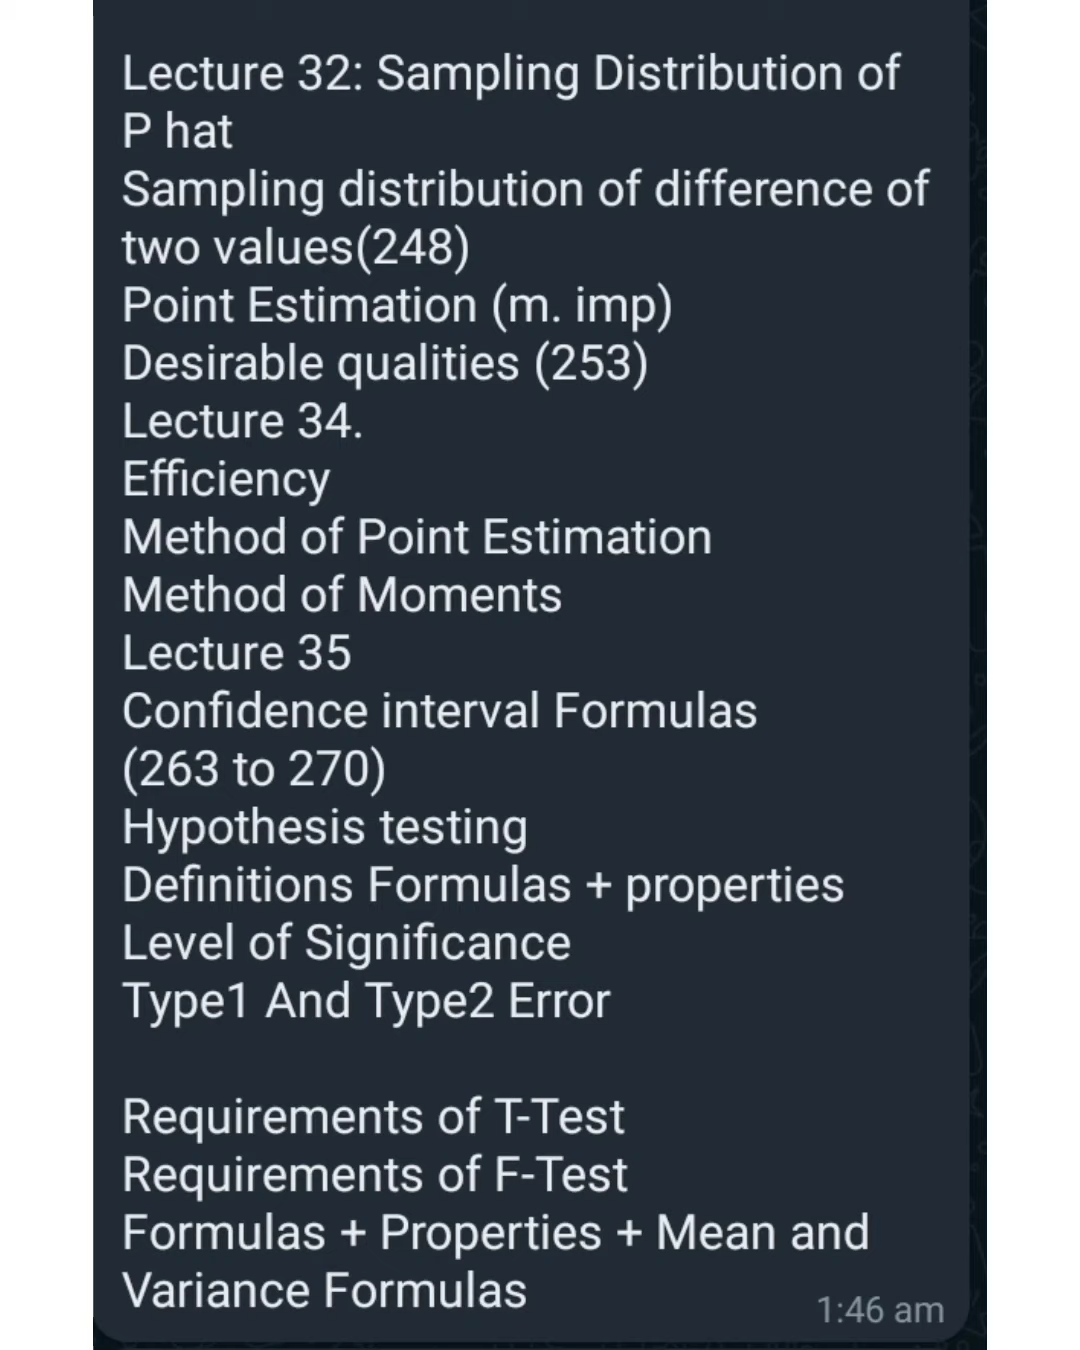 Lecture 32: Sampling Distribution of
P hat
Sampling distribution of difference of
two values(248)
Point Estimation (m. imp)
Desirable qualities (253)
Lecture 34.
Efficiency
Method of Point Estimation
Method of Moments
Lecture 35
Confidence interval Formulas
(263 to 270)
Hypothesis testing
Definitions Formulas + properties
Level of Significance
Type1 And Type2 Error
Requirements of T-Test
Requirements of F-Test
Formulas + Properties + Mean and
Variance Formulas
1:46 am